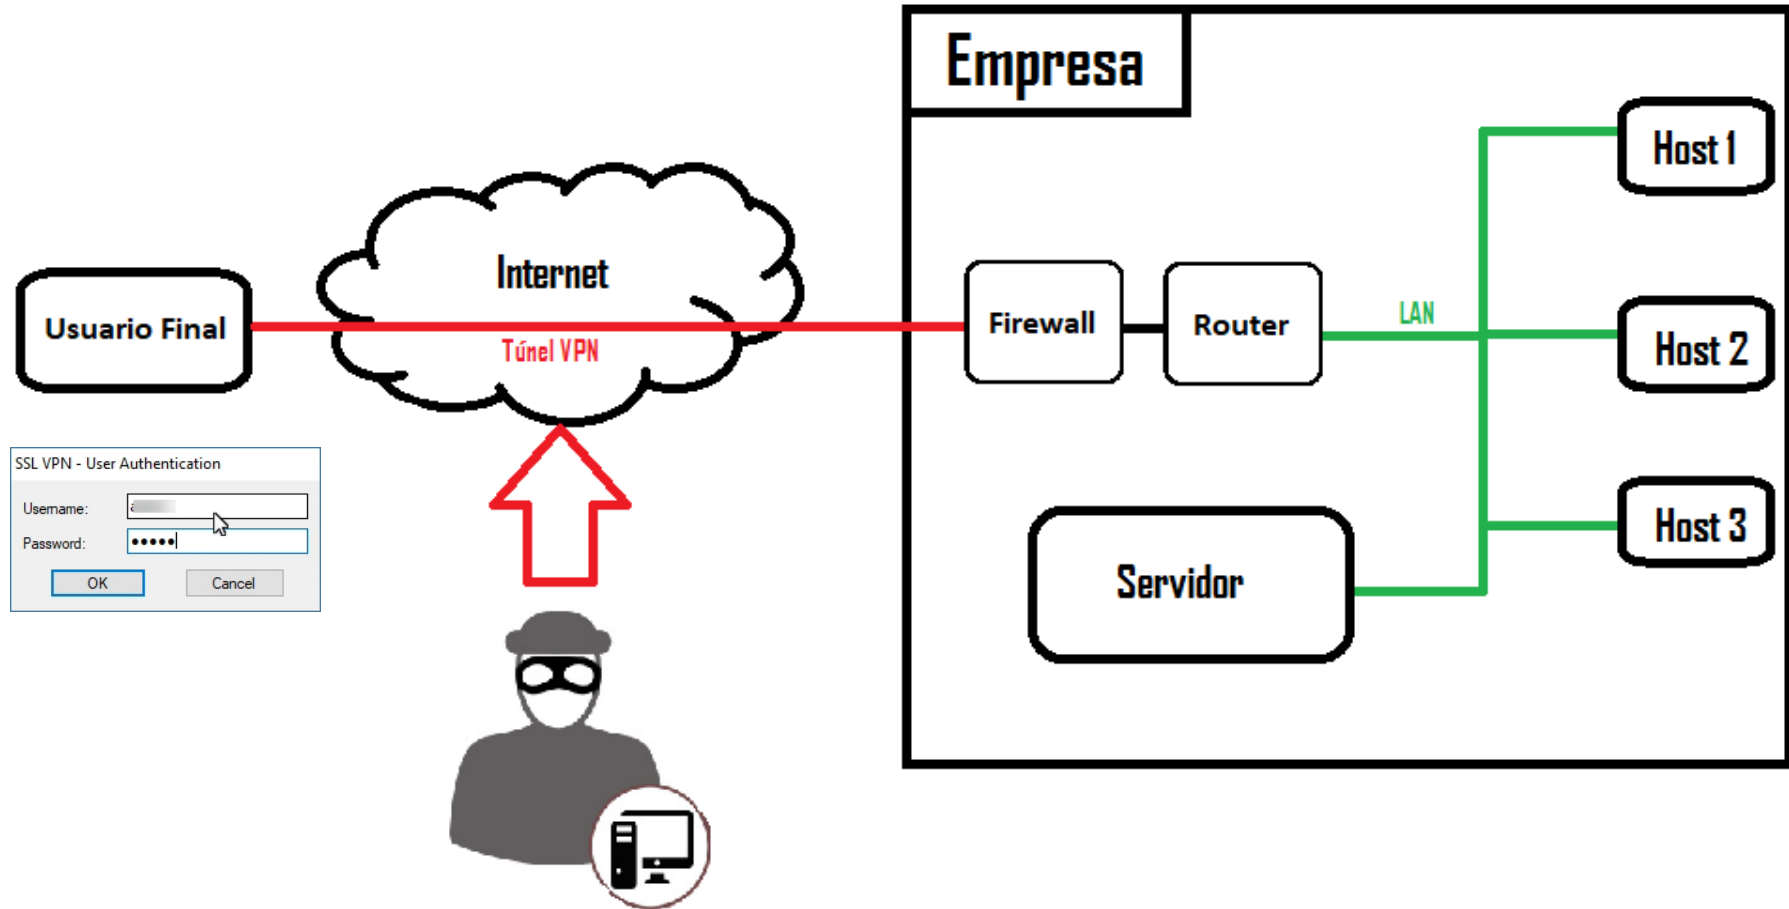 Empresa
Host 1
Internet
Usuario Final
Túnel VPN
Firewall
Router
LAN
Host 2
SSL VPN - User Authentication
Username:
Password:
OK
Cancel
Host 3
Servidor